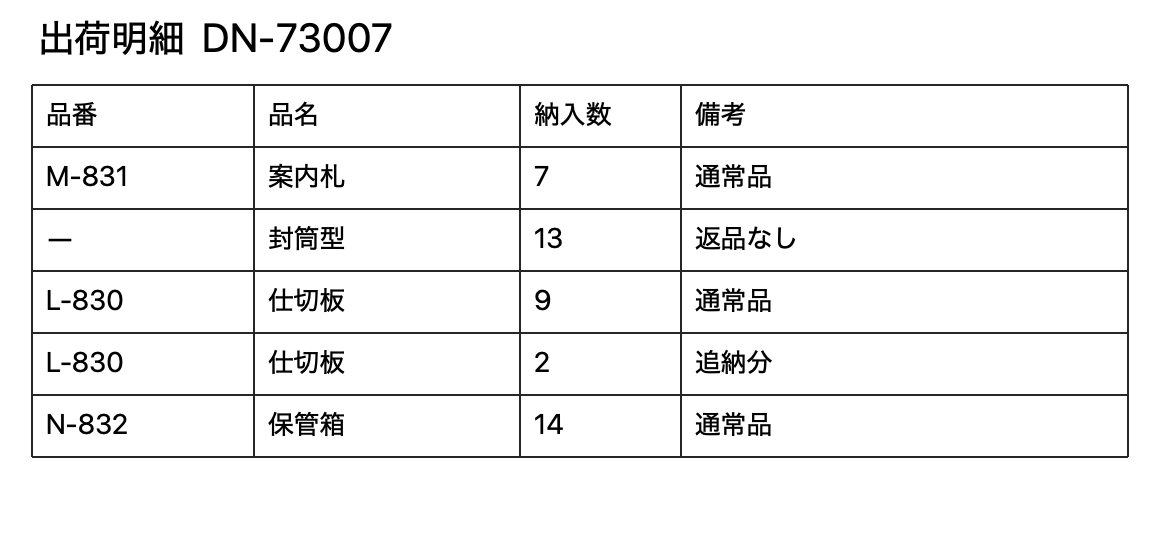 出荷明細 DN-73007
品番 品名 納入数 備考
M-831 案内札 7 通常品
— 封筒型 13 返品なし
L-830 仕切板 9 通常品
L-830 仕切板 2 追納分
N-832 保管箱 14 通常品